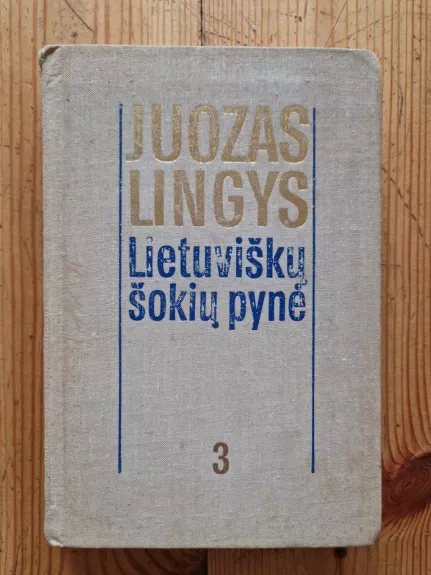 JUOZAS
LINGYS
Lietuviškų
šokių pynė
3